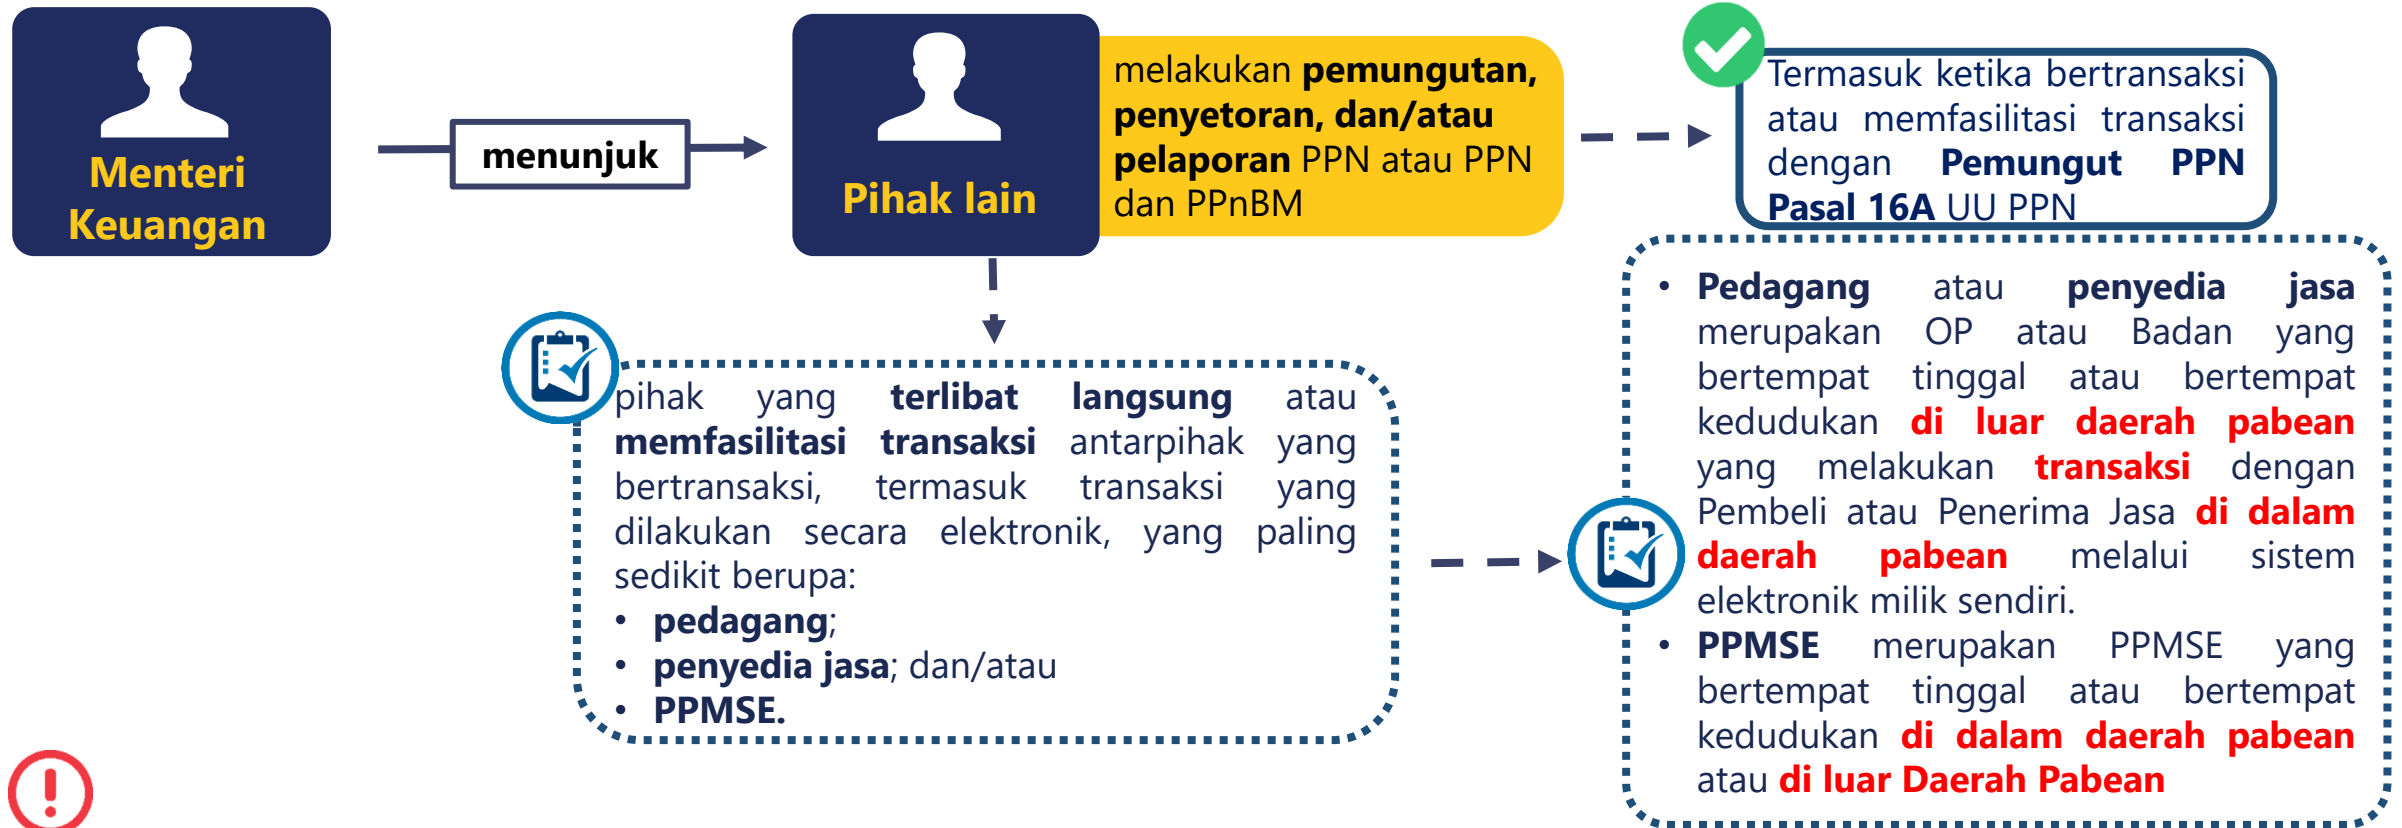 Menteri
Keuangan
menunjuk
Pihak lain
melakukan pemungutan,
penyetoran, dan/atau
pelaporan PPN atau PPN
dan PPnBM
Termasuk ketika bertransaksi
atau memfasilitasi transaksi
dengan Pemungut PPN
Pasal 16A UU PPN
pihak yang terlibat langsung atau
memfasilitasi transaksi antarpihak yang
bertransaksi, termasuk transaksi yang
dilakukan secara elektronik, yang paling
sedikit berupa:
• pedagang;
• penyedia jasa; dan/atau
• PPMSE.
• Pedagang atau penyedia jasa
merupakan OP atau Badan yang
bertempat tinggal atau bertempat
kedudukan di luar daerah pabean
yang melakukan transaksi dengan
Pembeli atau Penerima Jasa di dalam
daerah pabean melalui sistem
elektronik milik sendiri.
• PPMSE merupakan PPMSE yang
bertempat tinggal atau bertempat
kedudukan di dalam daerah pabean
atau di luar Daerah Pabean